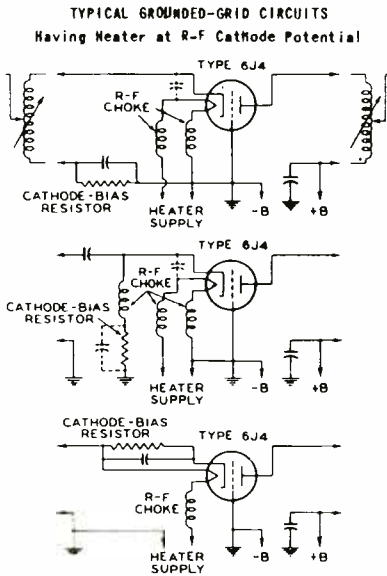 TYPICAL GROUNDED-GRID CIRCUITS
Having Heater at R-F Cathode Potential
TYPE 6J4
R-F
CHOKE
CATHODE-BIAS
RESISTOR
HEATER
SUPPLY
-B
+B
TYPE 6J4
R-F
CHOKE
CATHODE-BIAS
RESISTOR
HEATER
SUPPLY
-B
+B
CATHODE-BIAS
RESISTOR
TYPE 6J4
R-F
CHOKE
HEATER
SUPPLY
-B
+B